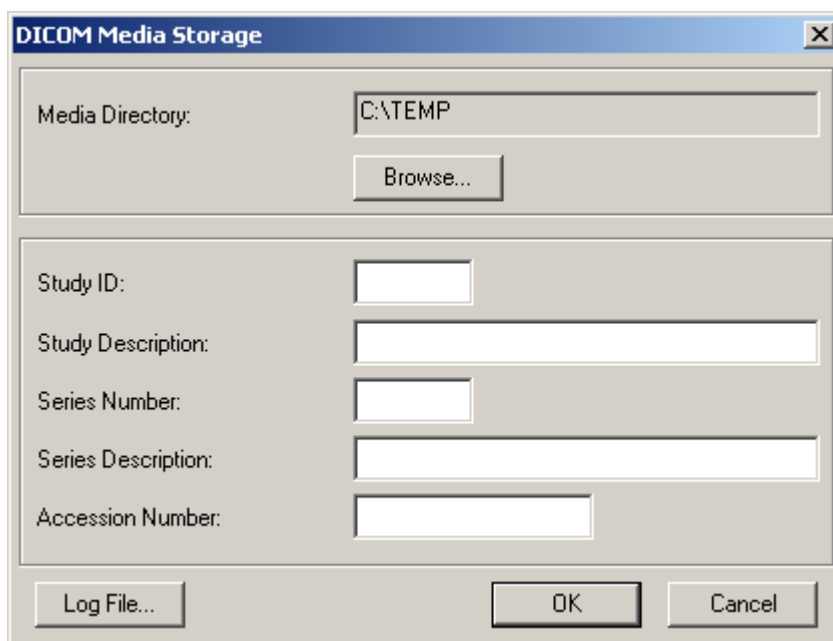 DICOM Media Storage
Media Directory: C:\TEMP
Browse...
Study ID:
Study Description:
Series Number:
Series Description:
Accession Number:
Log File... OK Cancel